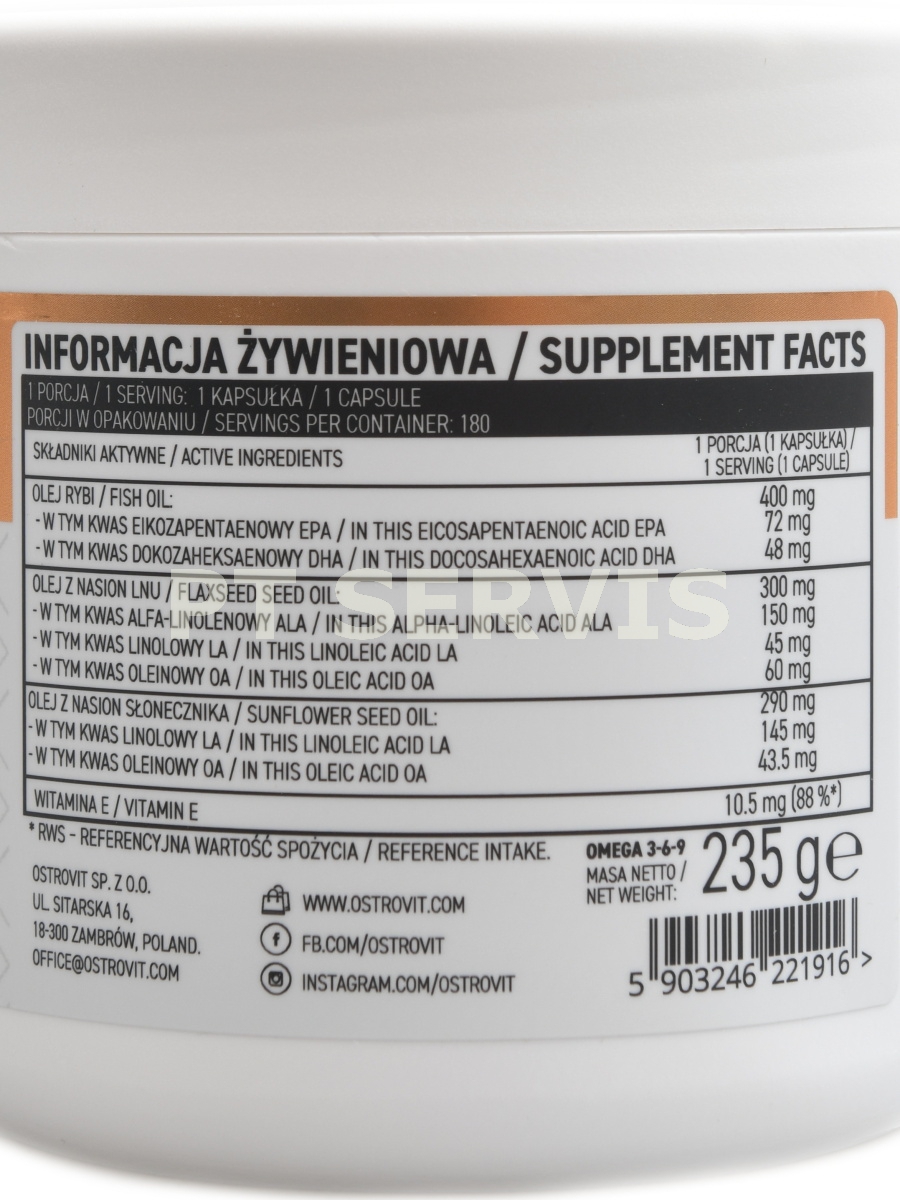 INFORMACJA ŻYWIENIOWA / SUPPLEMENT FACTS
1 PORCJA / 1 SERVING: 1 KAPSUŁKA / 1 CAPSULE
PORCJI W OPAKOWANIU / SERVINGS PER CONTAINER: 180
SKŁADNIKI AKTYWNE / ACTIVE INGREDIENTS 1 PORCJA (1 KAPSUŁKA) / 1 SERVING (1 CAPSULE)
OLEJ RYBI / FISH OIL: 400 mg
- W TYM KWAS EIKOZAPENTAENOWY EPA / IN THIS EICOSAPENTAENOIC ACID EPA 72 mg
- W TYM KWAS DOKOZAHEKSAENOWY DHA / IN THIS DOCOSAHEXAENOIC ACID DHA 48 mg
OLEJ Z NASION LNU / FLAXSEED SEED OIL: 300 mg
- W TYM KWAS ALFA-LINOLENOWY ALA / IN THIS ALPHA-LINOLEIC ACID ALA 150 mg
- W TYM KWAS LINOLOWY LA / IN THIS LINOLEIC ACID LA 45 mg
- W TYM KWAS OLEINOWY OA / IN THIS OLEIC ACID OA 60 mg
OLEJ Z NASION SŁONECZNIKA / SUNFLOWER SEED OIL: 290 mg
- W TYM KWAS LINOLOWY LA / IN THIS LINOLEIC ACID LA 145 mg
- W TYM KWAS OLEINOWY OA / IN THIS OLEIC ACID OA 43.5 mg
WITAMINA E / VITAMIN E 10.5 mg (88 %*)
* RWS - REFERENCYJNA WARTOŚĆ SPOŻYCIA / REFERENCE INTAKE.
OSTROVIT SP. Z O.O.
UL. SITARSKA 16,
18-300 ZAMBRÓW, POLAND.
OFFICE@OSTROVIT.COM
WWW.OSTROVIT.COM
FB.COM/OSTROVIT
INSTAGRAM.COM/OSTROVIT
OMEGA 3-6-9
MASA NETTO /
NET WEIGHT:
235 g ℮
5 903246 221916 >
PT SERVIS